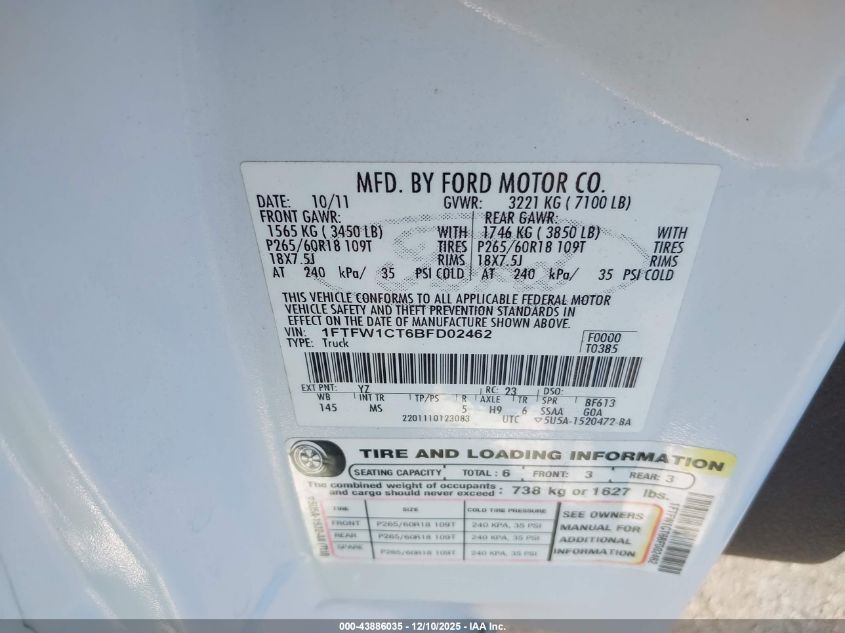 MFD. BY FORD MOTOR CO.
DATE: 10/11 GVWR: 3221 KG ( 7100 LB)
FRONT GAWR: REAR GAWR:
1565 KG ( 3450 LB) WITH 1746 KG ( 3850 LB) WITH
P265/60R18 109T TIRES P265/60R18 109T TIRES
18X7.5J RIMS 18X7.5J RIMS
AT 240 kPa/ 35 PSI COLD AT 240 kPa/ 35 PSI COLD
THIS VEHICLE CONFORMS TO ALL APPLICABLE FEDERAL MOTOR
VEHICLE SAFETY AND THEFT PREVENTION STANDARDS IN
EFFECT ON THE DATE OF MANUFACTURE SHOWN ABOVE.
VIN: 1FTFW1CT6BFD02462 F0000
TYPE: Truck T0385
EXT PNT: YZ RC: 23 DSO:
WB INT TR TP/PS R AXLE TR SPR BF613
145 MS 5 H9 6 SSAA GOA
2201110123083 UTC 5U5A-1520472-BA
TIRE AND LOADING INFORMATION
SEATING CAPACITY TOTAL : 6 FRONT: 3 REAR: 3
The combined weight of occupants
and cargo should never exceed : 738 kg or 1627 lbs.
TIRE SIZE COLD TIRE PRESSURE
FRONT P265/60R18 109T 240 KPA, 35 PSI
REAR P265/60R18 109T 240 KPA, 35 PSI
SPARE P265/60R18 109T 240 KPA, 35 PSI
SEE OWNERS
MANUAL FOR
ADDITIONAL
INFORMATION
1FTFW1CT6BFD02462
000-43886035 - 12/10/2025 - Copyright © IAA, Inc.